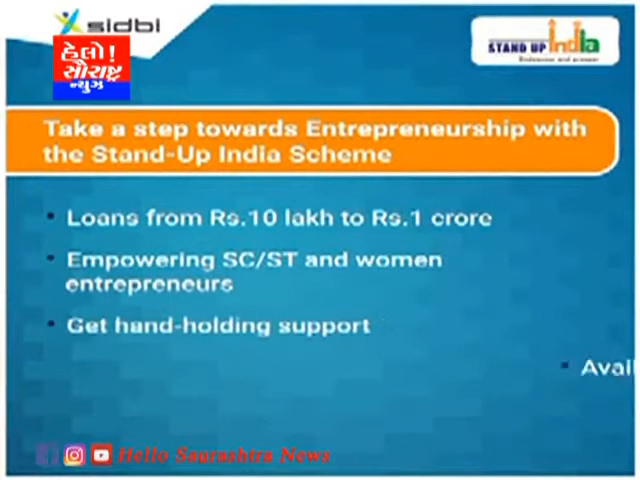 sidbi
હેલો!
સૌરાષ્ટ્ર
ન્યુઝ
STAND UP India
Take a step towards Entrepreneurship with
the Stand-Up India Scheme
• Loans from Rs.10 lakh to Rs.1 crore
• Empowering SC/ST and women
entrepreneurs
• Get hand-holding support
• Avail
Hello Saurashtra News